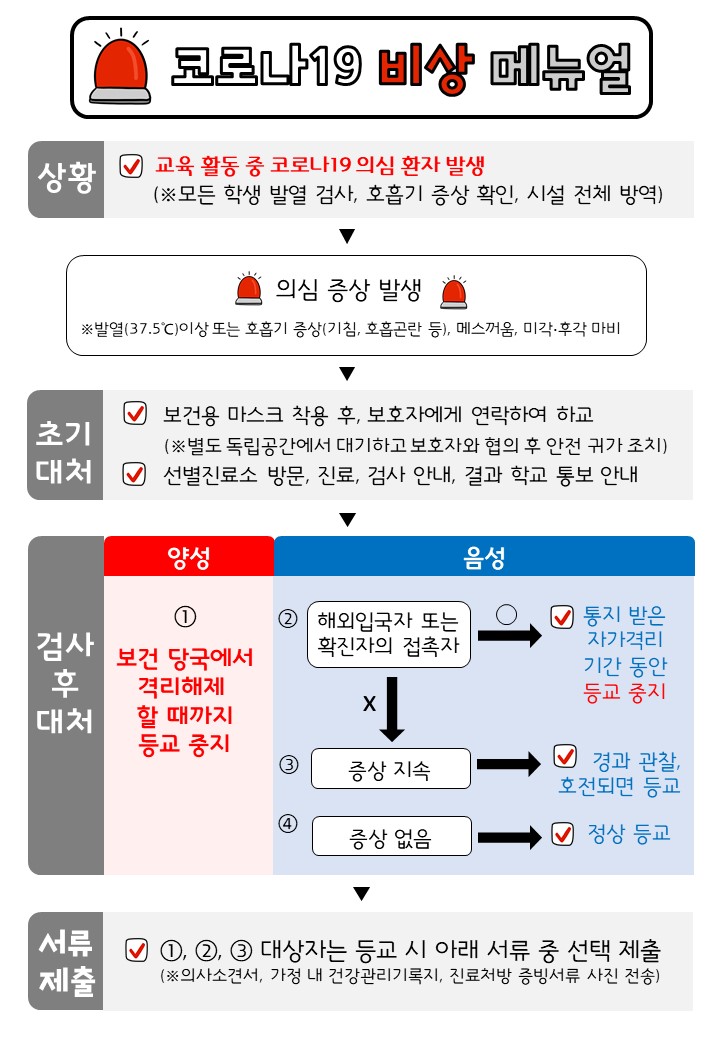 코로나19 비상 메뉴얼
상황
교육 활동 중 코로나19 의심 환자 발생
(※모든 학생 발열 검사, 호흡기 증상 확인, 시설 전체 방역)
의심 증상 발생
※발열(37.5℃)이상 또는 호흡기 증상(기침, 호흡곤란 등), 메스꺼움, 미각·후각 마비
초기
대처
보건용 마스크 착용 후, 보호자에게 연락하여 하교
(※별도 독립공간에서 대기하고 보호자와 협의 후 안전 귀가 조치)
선별진료소 방문, 진료, 검사 안내, 결과 학교 통보 안내
검사
후
대처
양성
①
보건 당국에서
격리해제
할 때까지
등교 중지
음성
②
해외입국자 또는
확진자의 접촉자
○
통지 받은
자가격리
기간 동안
등교 중지
X
③
증상 지속
경과 관찰,
호전되면 등교
④
증상 없음
정상 등교
서류
제출
①, ②, ③ 대상자는 등교 시 아래 서류 중 선택 제출
(※의사소견서, 가정 내 건강관리기록지, 진료처방 증빙서류 사진 전송)